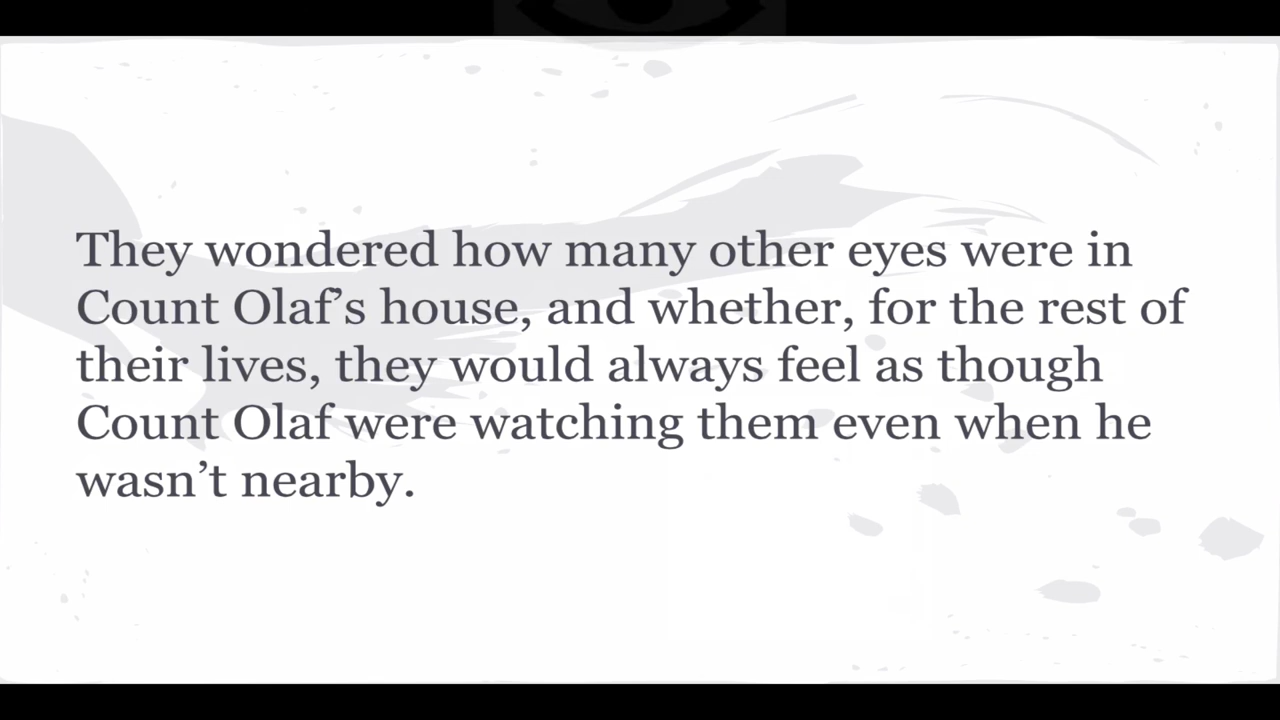 They wondered how many other eyes were in
Count Olaf’s house, and whether, for the rest of
their lives, they would always feel as though
Count Olaf were watching them even when he
wasn’t nearby.